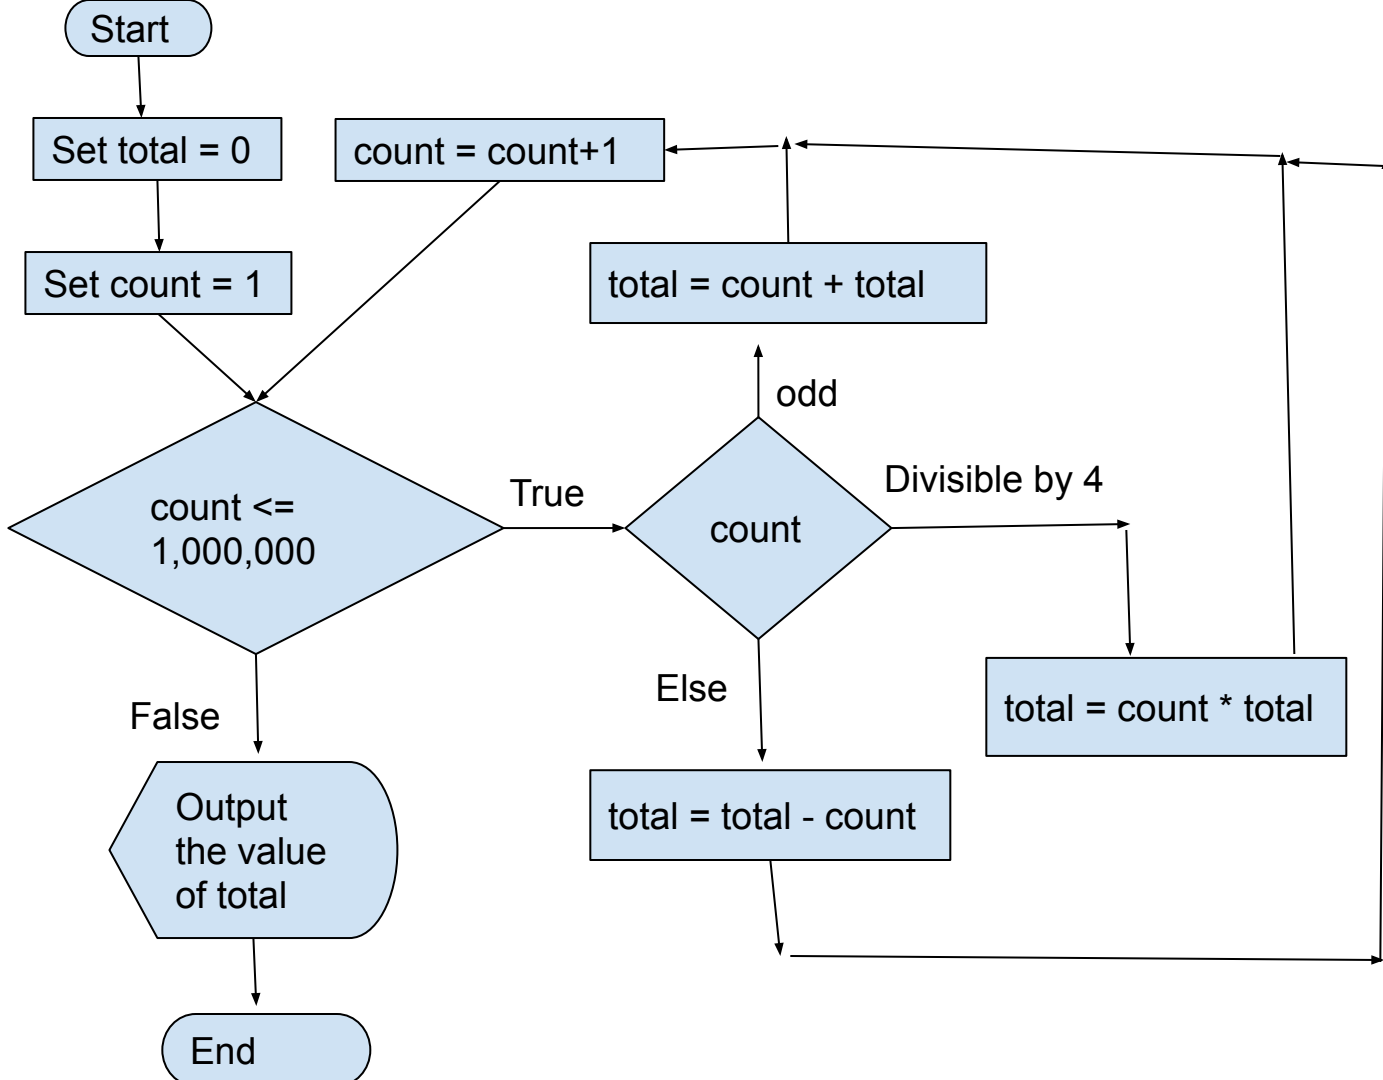 Start
Set total = 0
Set count = 1
count = count+1
total = count + total
odd
count <=
1,000,000
True
count
Divisible by 4
total = count * total
Else
total = total - count
False
Output
the value
of total
End